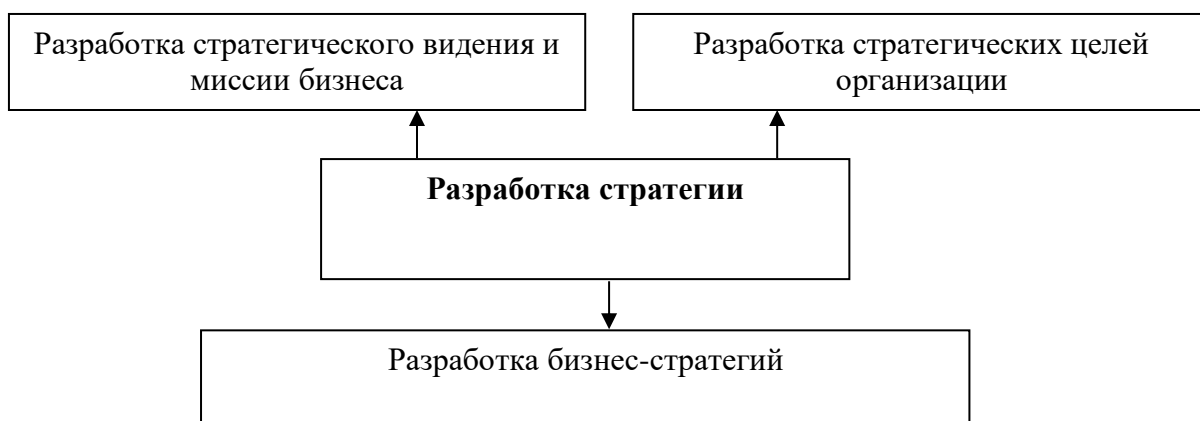 Разработка стратегического видения и
миссии бизнеса
Разработка стратегических целей
организации
Разработка стратегии
Разработка бизнес-стратегий